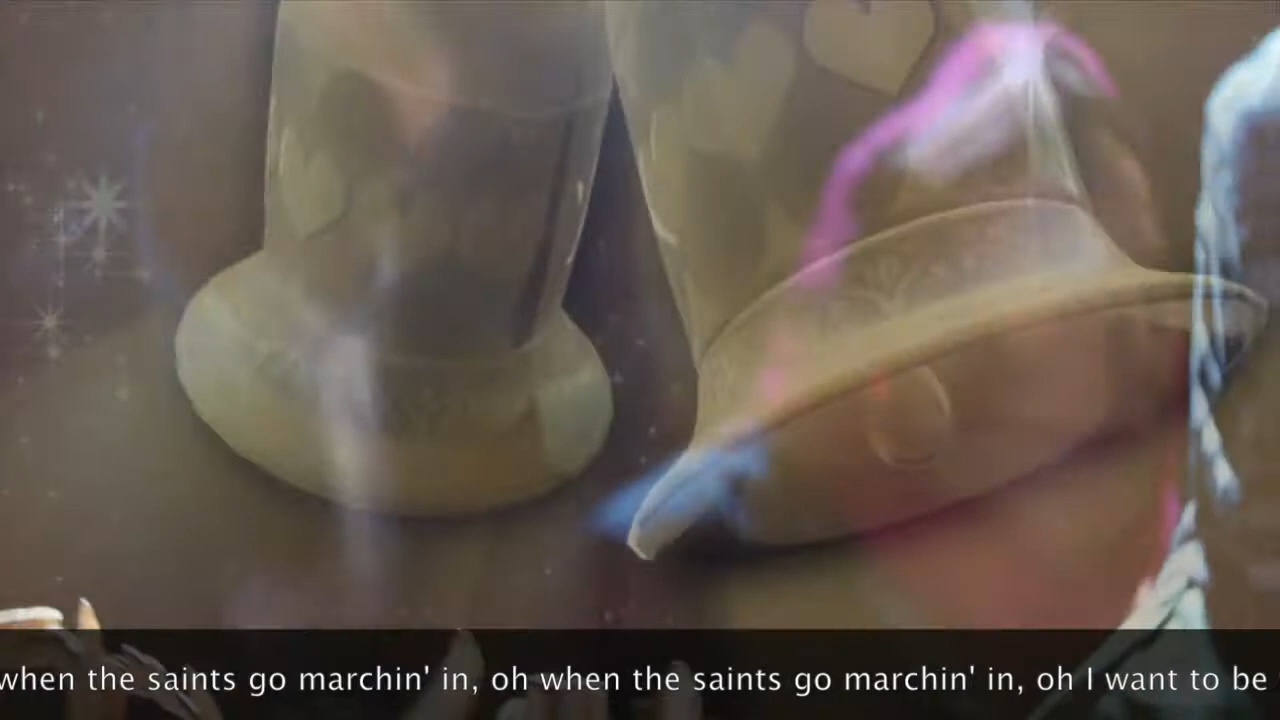 when the saints go marchin' in, oh when the saints go marchin' in, oh I want to be